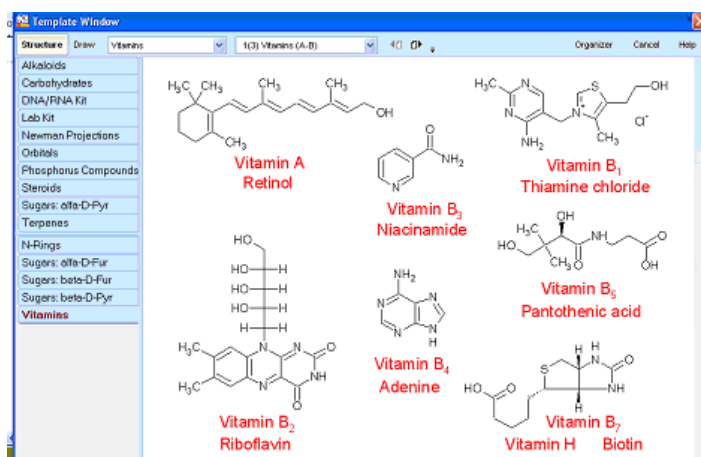 Template Window
Structure Draw Vitamins 1(3) Vitamins (A-B) Organizer Cancel Help
Alkaloids
Carbohydrates
DNA/RNA Kit
Lab Kit
Newman Projections
Orbitals
Phosphorus Compounds
Steroids
Sugars: alfa-D-Pyr
Terpenes
N-Rings
Sugars: alfa-D-Fur
Sugars: beta-D-Fur
Sugars: beta-D-Pyr
Vitamins
H₃C CH₃ CH₃ CH₃
OH
CH₃
Vitamin A
Retinol
O
NH₂
N
Vitamin B₃
Niacinamide
H₃C N S OH
N N⁺ Cl⁻
NH₂ CH₃
Vitamin B₁
Thiamine chloride
OH
HO NH O
H₃C CH₃ O OH
Vitamin B₅
Pantothenic acid
HO
HO H
HO H
HO H
H H
H₃C N N O
H₃C N NH
O
Vitamin B₂
Riboflavin
NH₂
N N
N N
H
Vitamin B₄
Adenine
H H
S N O
HO O NH
H
Vitamin B₇
Vitamin H Biotin